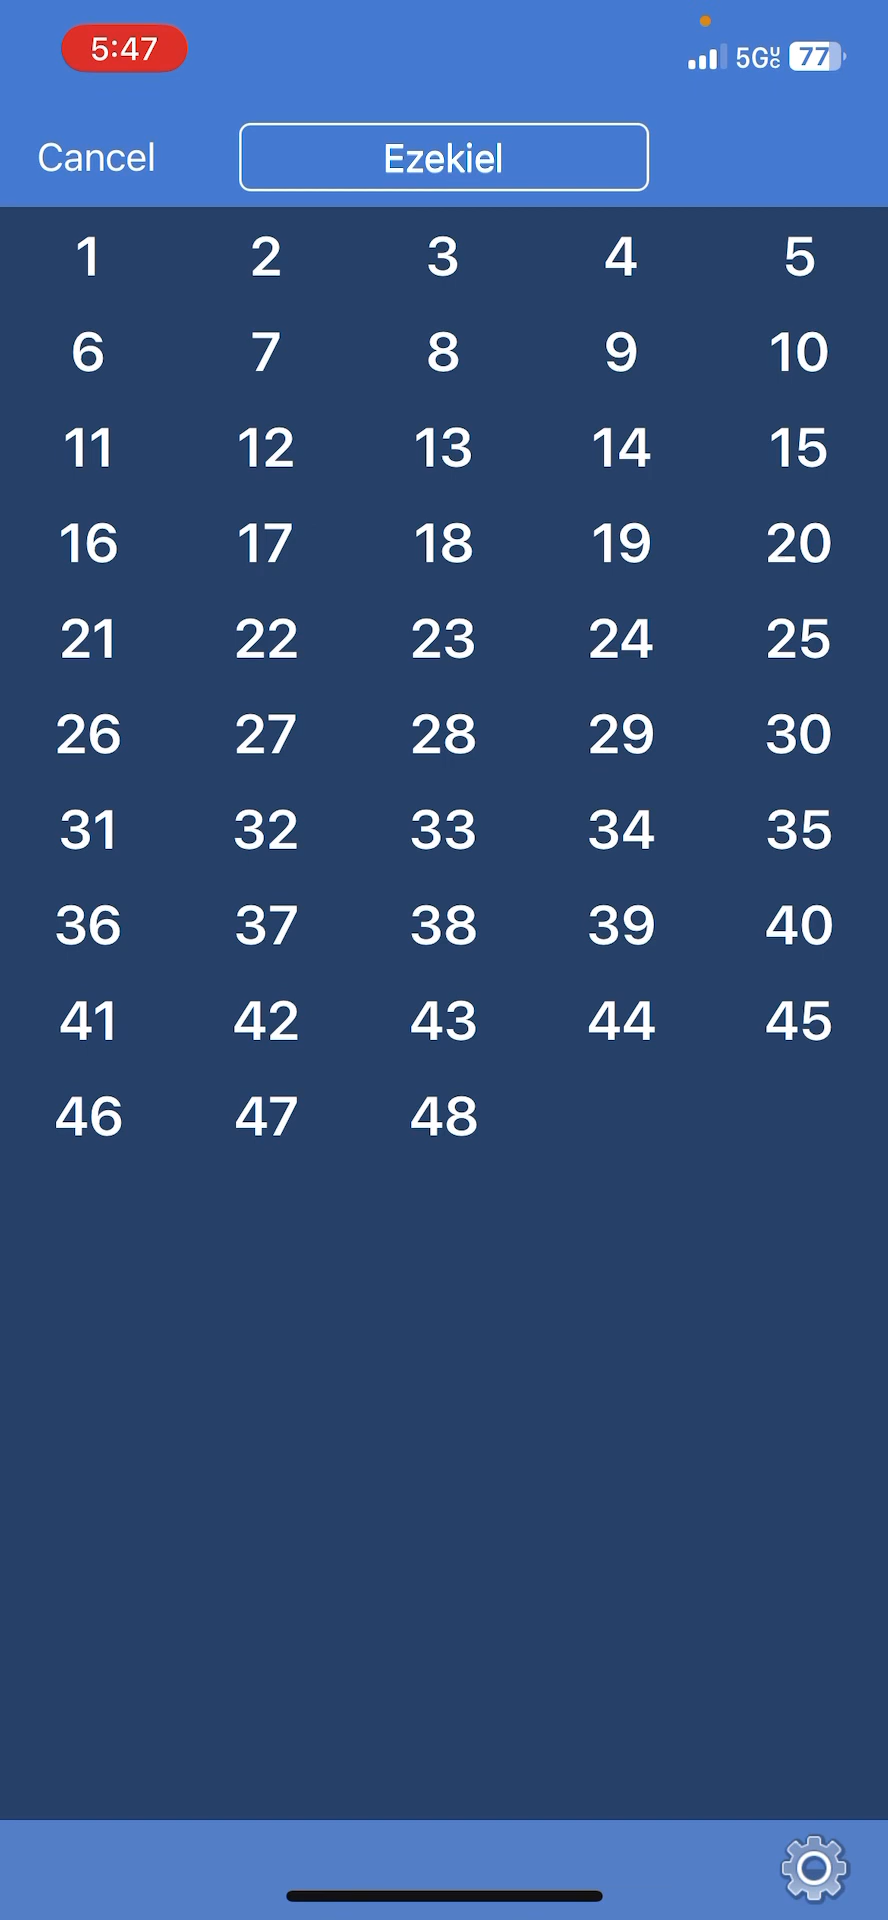 5:47
5GUC 77
Cancel Ezekiel
1 2 3 4 5
6 7 8 9 10
11 12 13 14 15
16 17 18 19 20
21 22 23 24 25
26 27 28 29 30
31 32 33 34 35
36 37 38 39 40
41 42 43 44 45
46 47 48